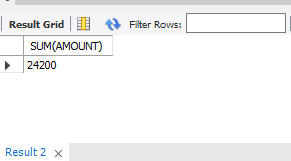 Result Grid Filter Rows:
SUM(AMOUNT)
24200
Result 2